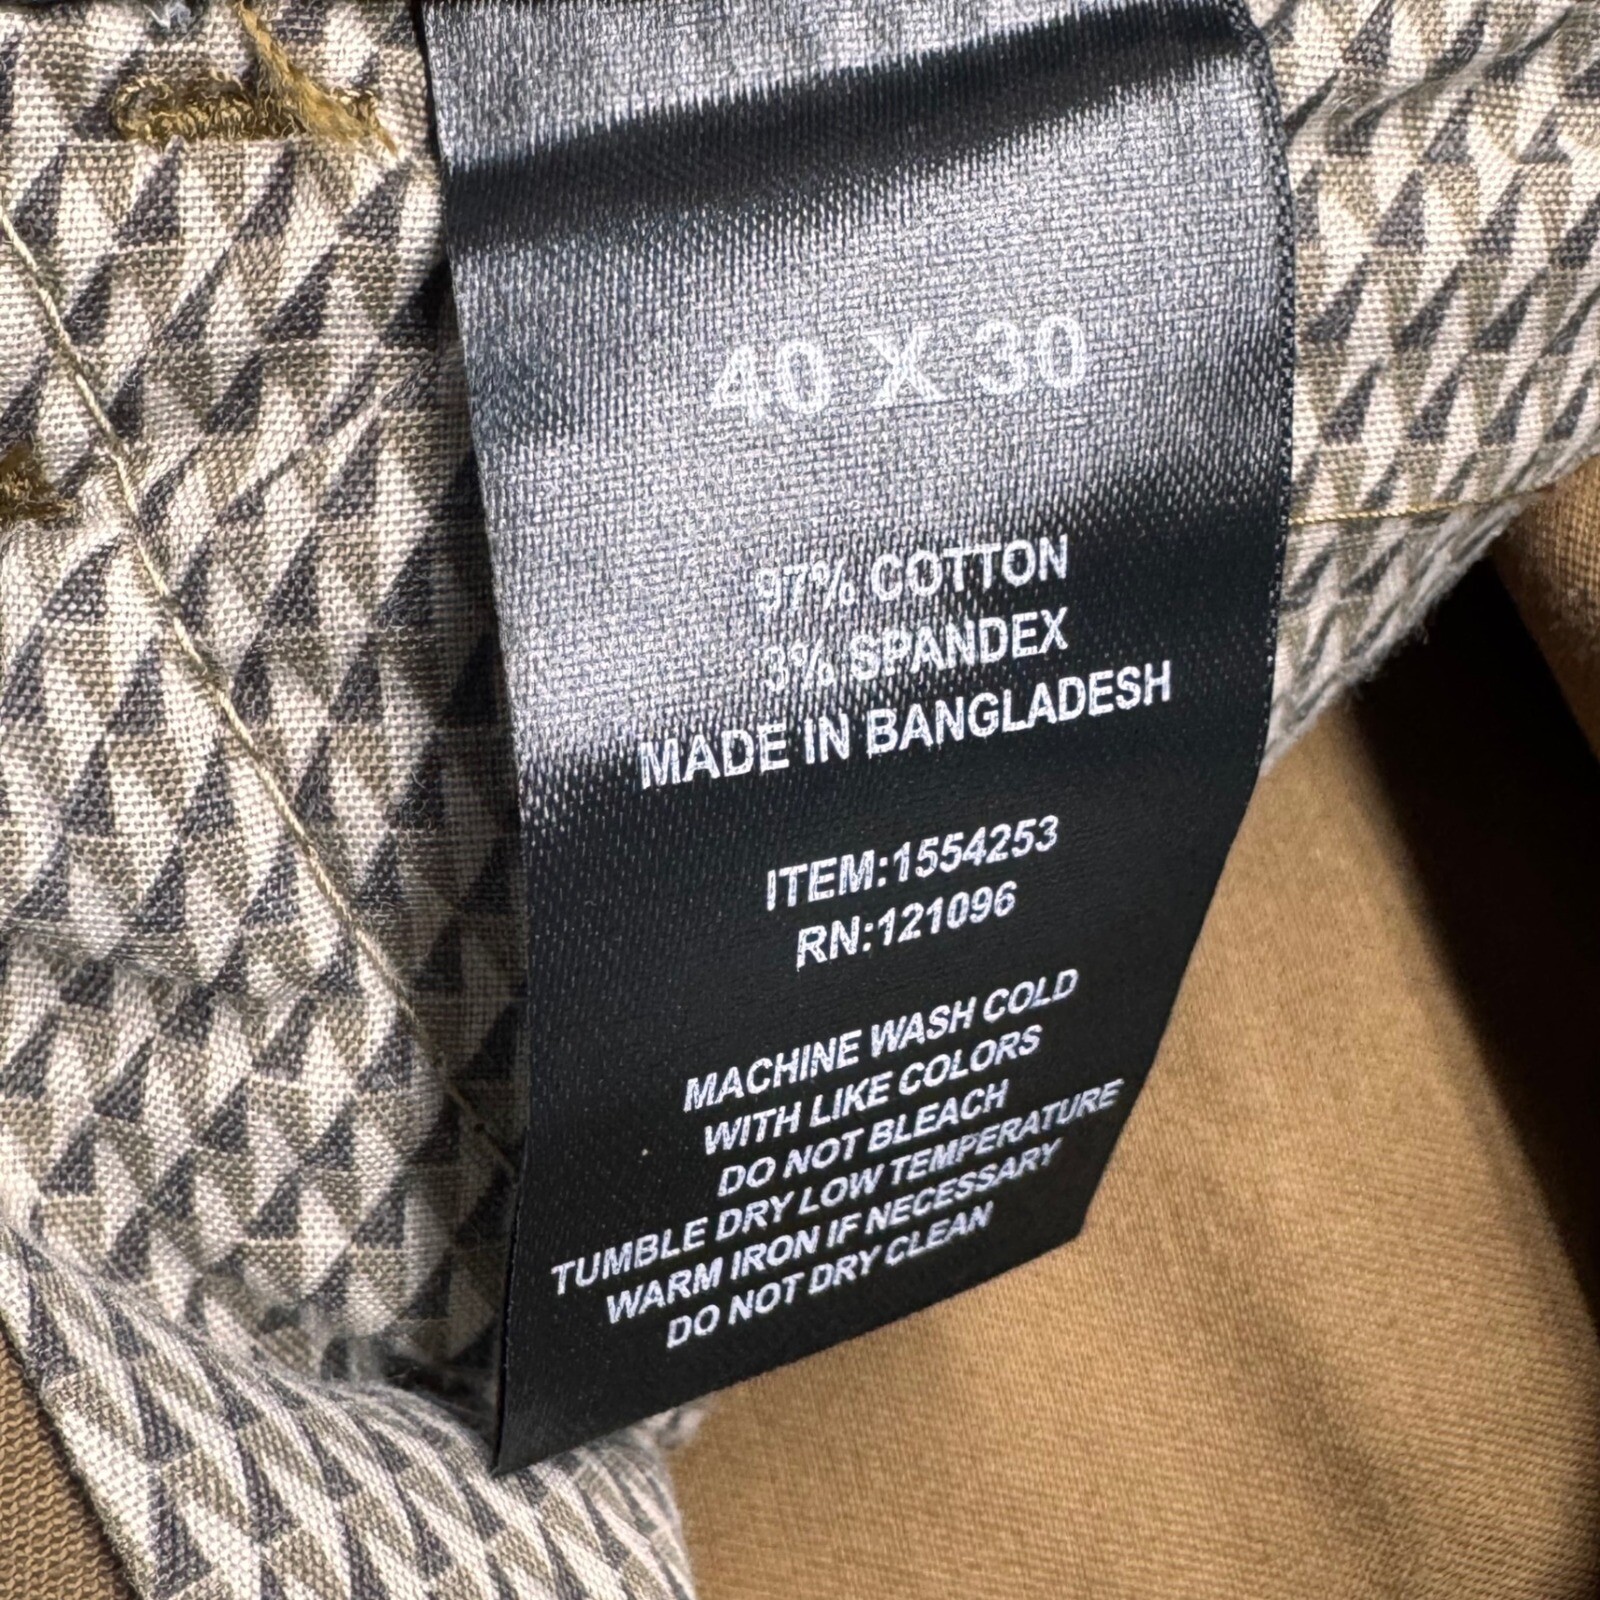 40 X 30
97% COTTON
3% SPANDEX
MADE IN BANGLADESH
ITEM:1554253
RN:121096
MACHINE WASH COLD
WITH LIKE COLORS
DO NOT BLEACH
TUMBLE DRY LOW TEMPERATURE
WARM IRON IF NECESSARY
DO NOT DRY CLEAN